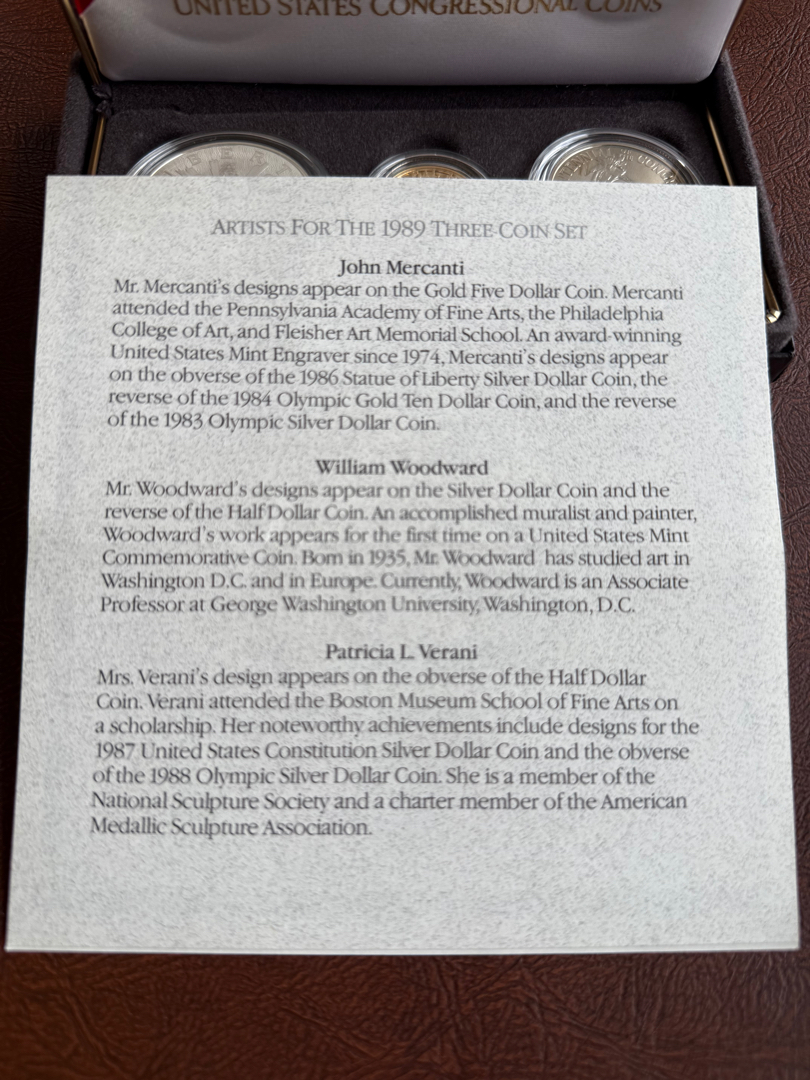 UNITED STATES CONGRESSIONAL COINS
ARTISTS FOR THE 1989 THREE-COIN SET
John Mercanti
Mr. Mercanti's designs appear on the Gold Five Dollar Coin. Mercanti
attended the Pennsylvania Academy of Fine Arts, the Philadelphia
College of Art, and Fleisher Art Memorial School. An award-winning
United States Mint Engraver since 1974, Mercanti's designs appear
on the obverse of the 1986 Statue of Liberty Silver Dollar Coin, the
reverse of the 1984 Olympic Gold Ten Dollar Coin, and the reverse
of the 1983 Olympic Silver Dollar Coin.
William Woodward
Mr. Woodward's designs appear on the Silver Dollar Coin and the
reverse of the Half Dollar Coin. An accomplished muralist and painter,
Woodward's work appears for the first time on a United States Mint
Commemorative Coin. Born in 1935, Mr. Woodward has studied art in
Washington D.C. and in Europe. Currently, Woodward is an Associate
Professor at George Washington University, Washington, D.C.
Patricia L. Verani
Mrs. Verani's design appears on the obverse of the Half Dollar
Coin. Verani attended the Boston Museum School of Fine Arts on
a scholarship. Her noteworthy achievements include designs for the
1987 United States Constitution Silver Dollar Coin and the obverse
of the 1988 Olympic Silver Dollar Coin. She is a member of the
National Sculpture Society and a charter member of the American
Medallic Sculpture Association.